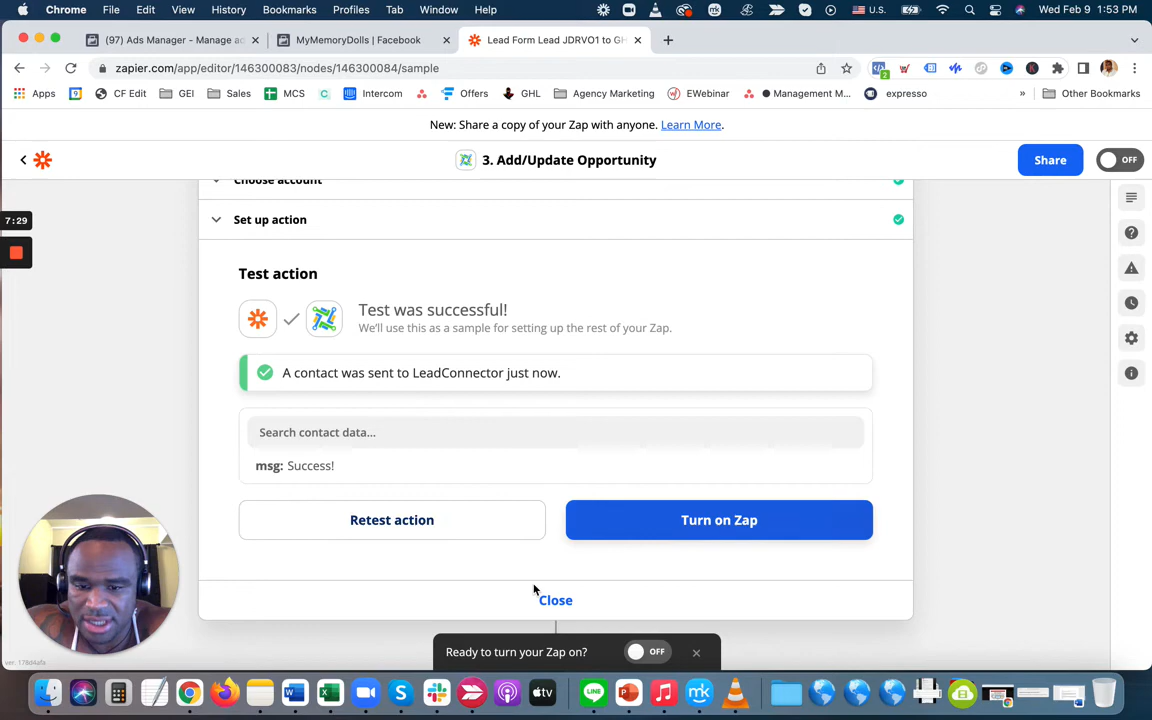 Chrome File Edit View History Bookmarks Profiles Tab Window Help U.S. Wed Feb 9 1:53 PM
(97) Ads Manager - Manage ad MyMemoryDolls | Facebook Lead Form Lead JDRVO1 to GH
zapier.com/app/editor/146300083/nodes/146300084/sample
Apps CF Edit GEI Sales MCS Intercom Offers GHL Agency Marketing EWebinar Management M... expresso » Other Bookmarks
New: Share a copy of your Zap with anyone. Learn More.
3. Add/Update Opportunity Share OFF
Choose account
7:29
Set up action
Test action
Test was successful!
We'll use this as a sample for setting up the rest of your Zap.
A contact was sent to LeadConnector just now.
Search contact data...
msg: Success!
Retest action Turn on Zap
Close
Ready to turn your Zap on? OFF
ver. 178d4afa